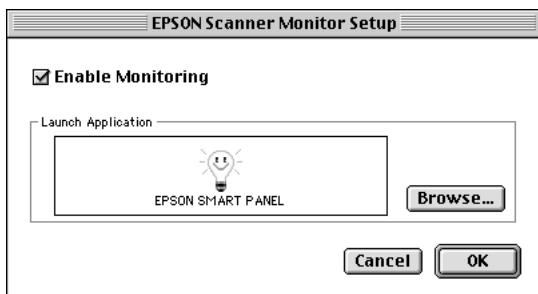 EPSON Scanner Monitor Setup
Enable Monitoring
Launch Application
EPSON SMART PANEL
Browse...
Cancel
OK